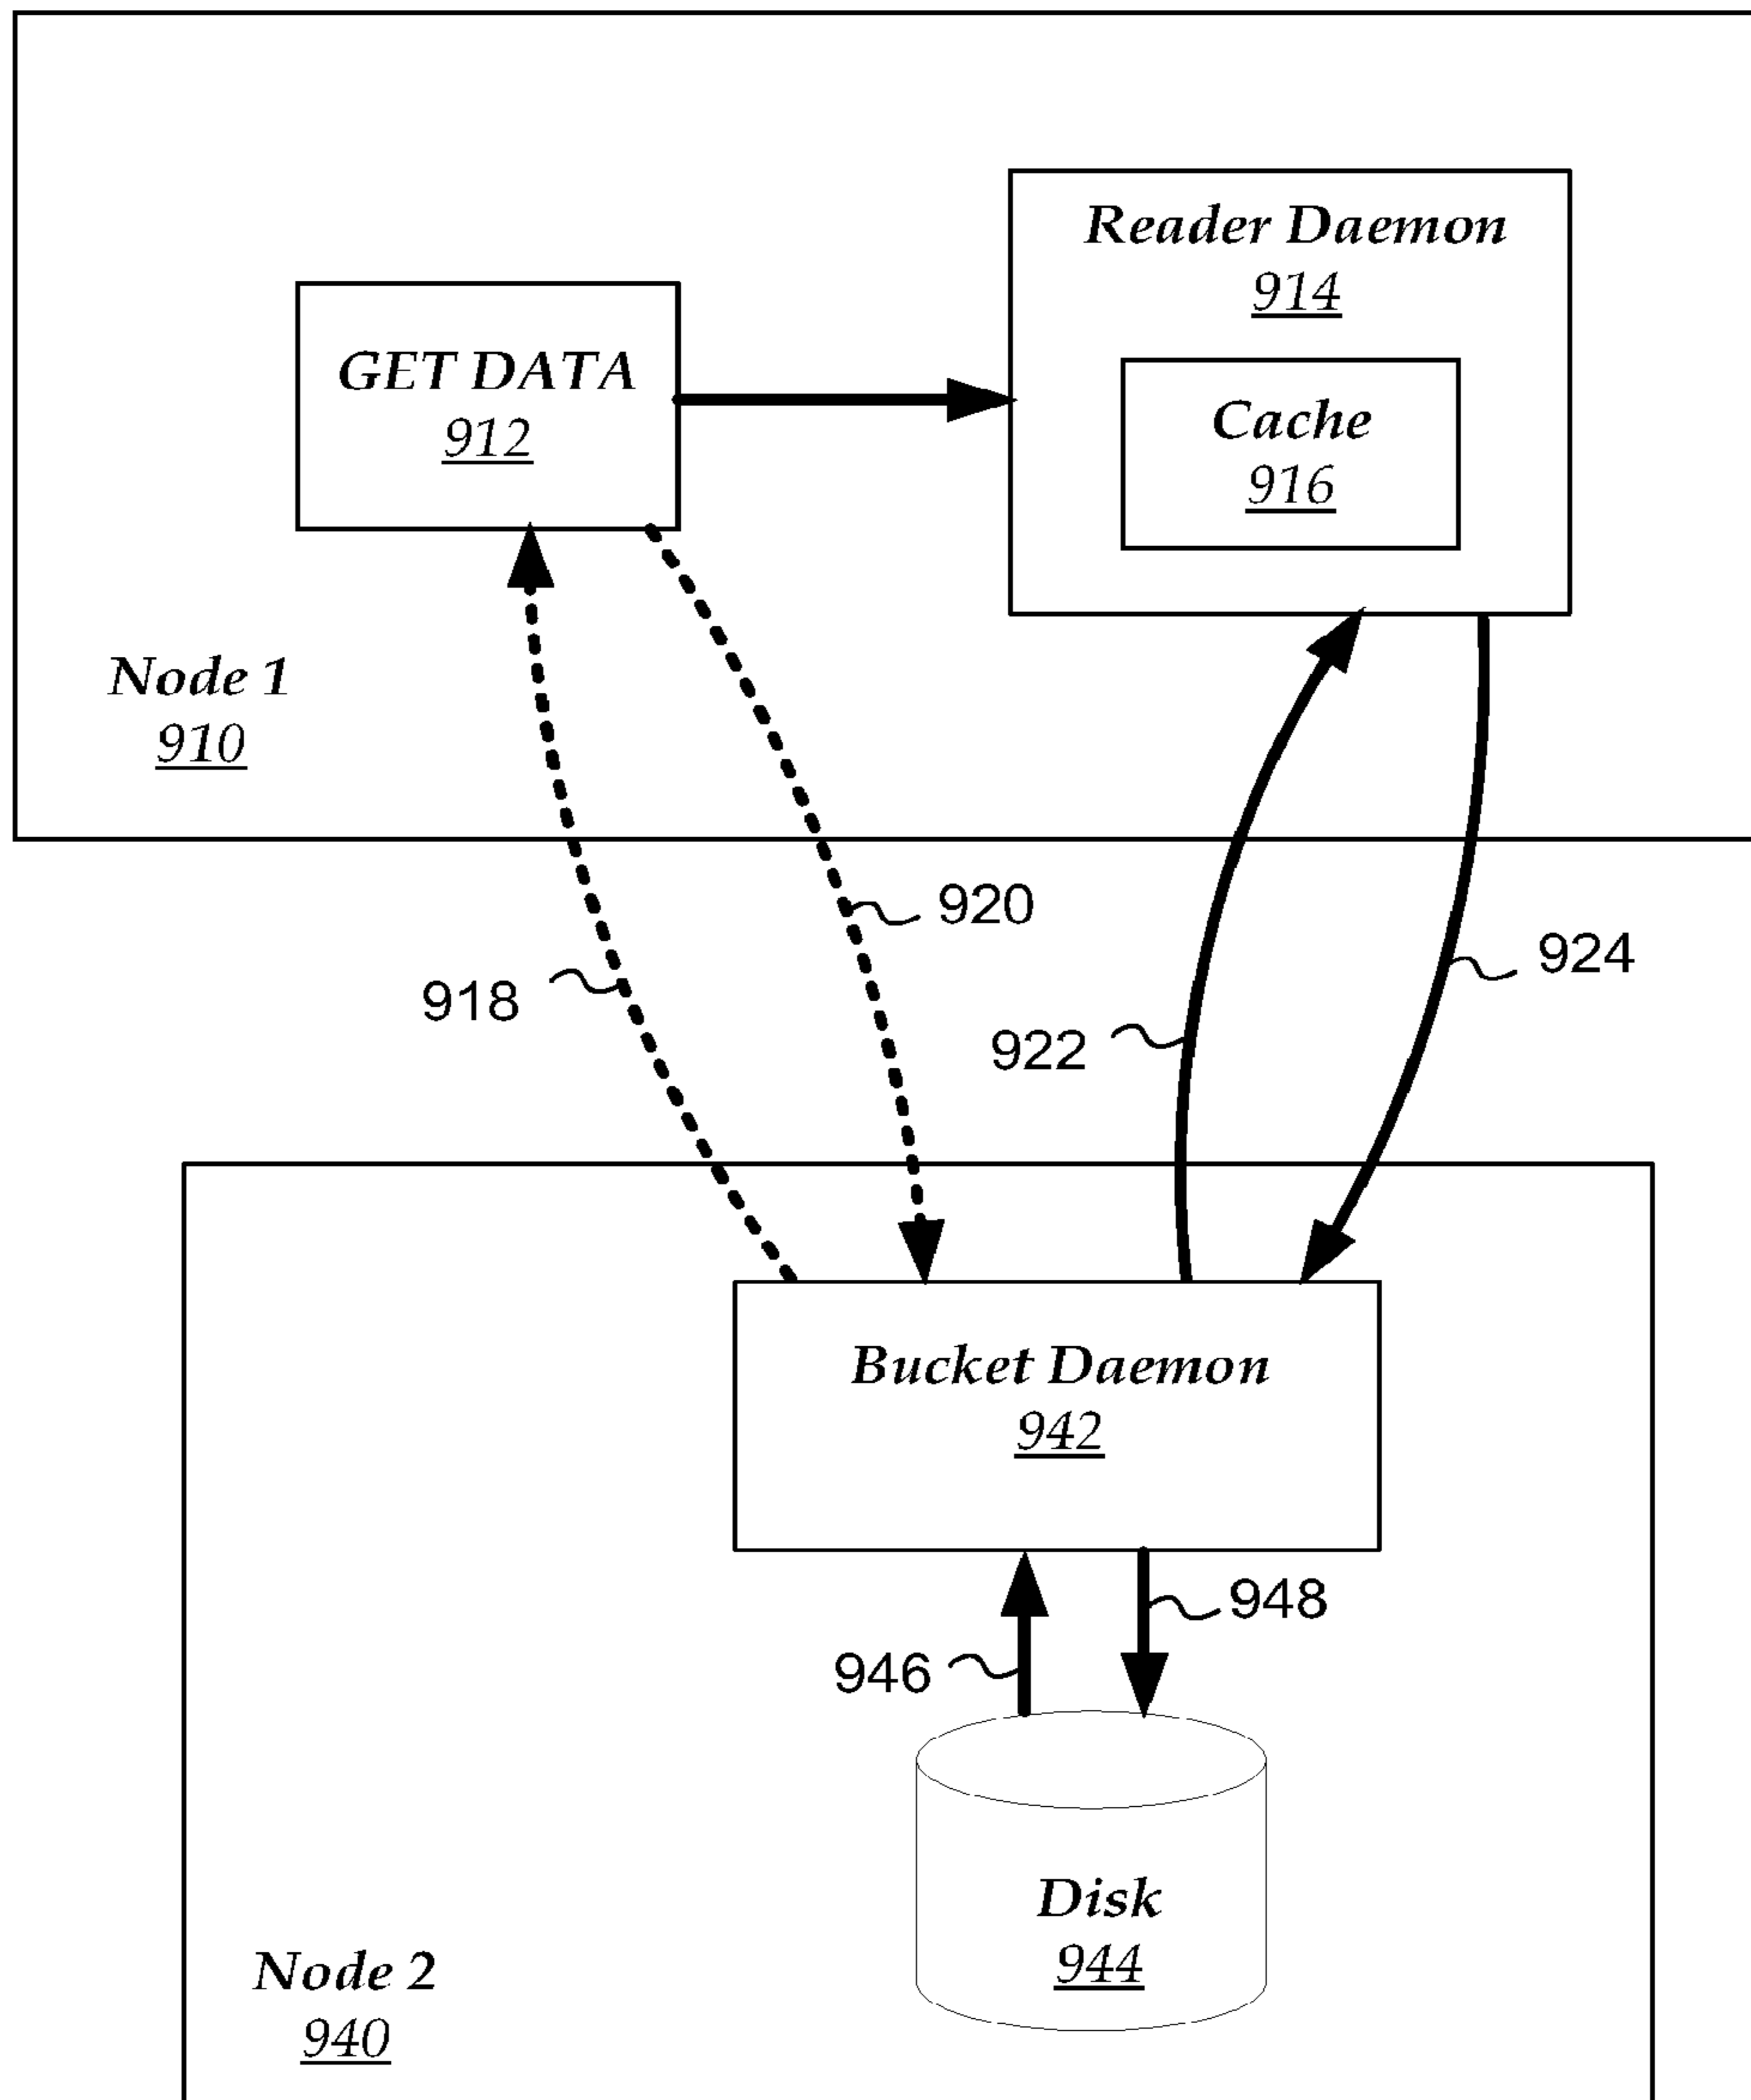 Reader Daemon
914
GET DATA
912
Cache
916
Node 1
910
920
924
918
922
Bucket Daemon
942
948
946
Disk
944
Node 2
940